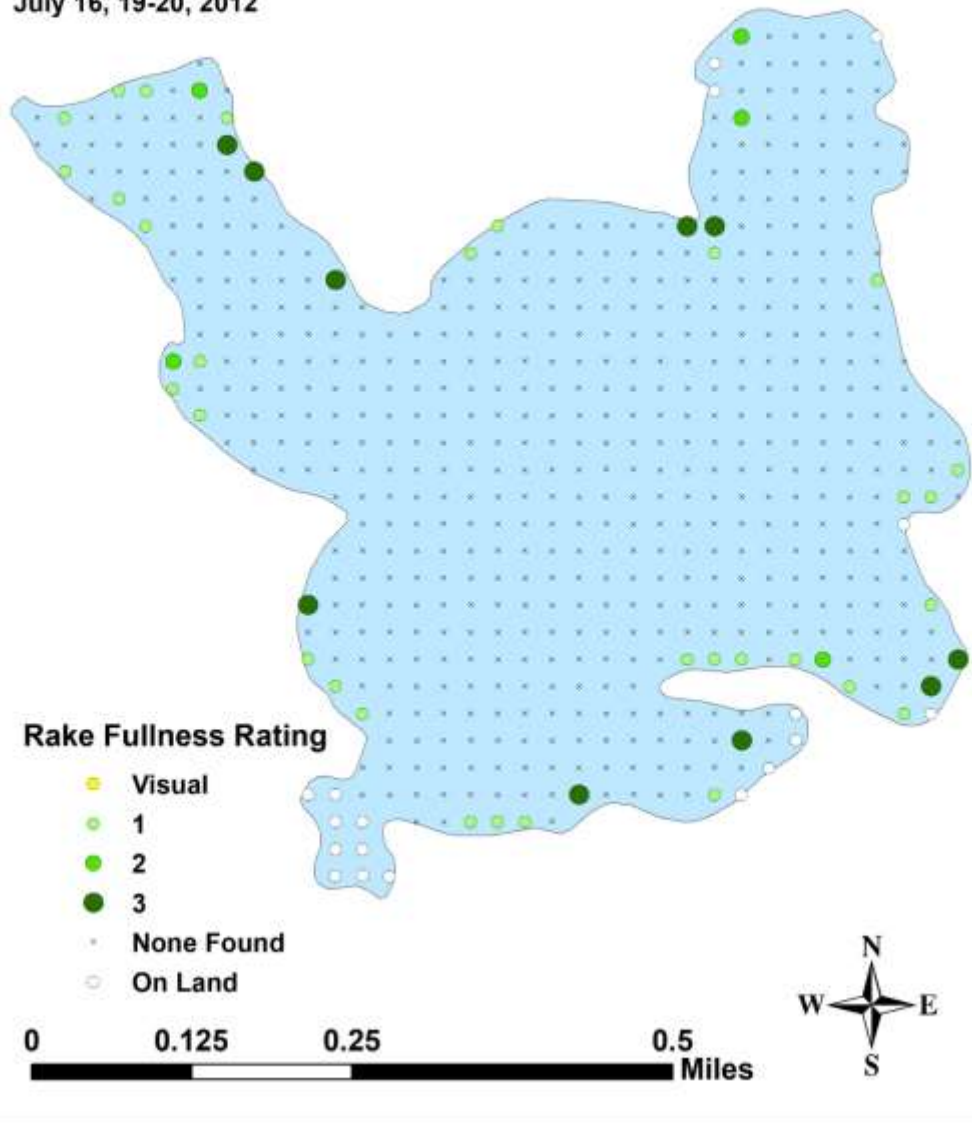 July 16, 19-20, 2012
Rake Fullness Rating
Visual
1
2
3
None Found
On Land
N
W E
S
0 0.125 0.25 0.5
Miles